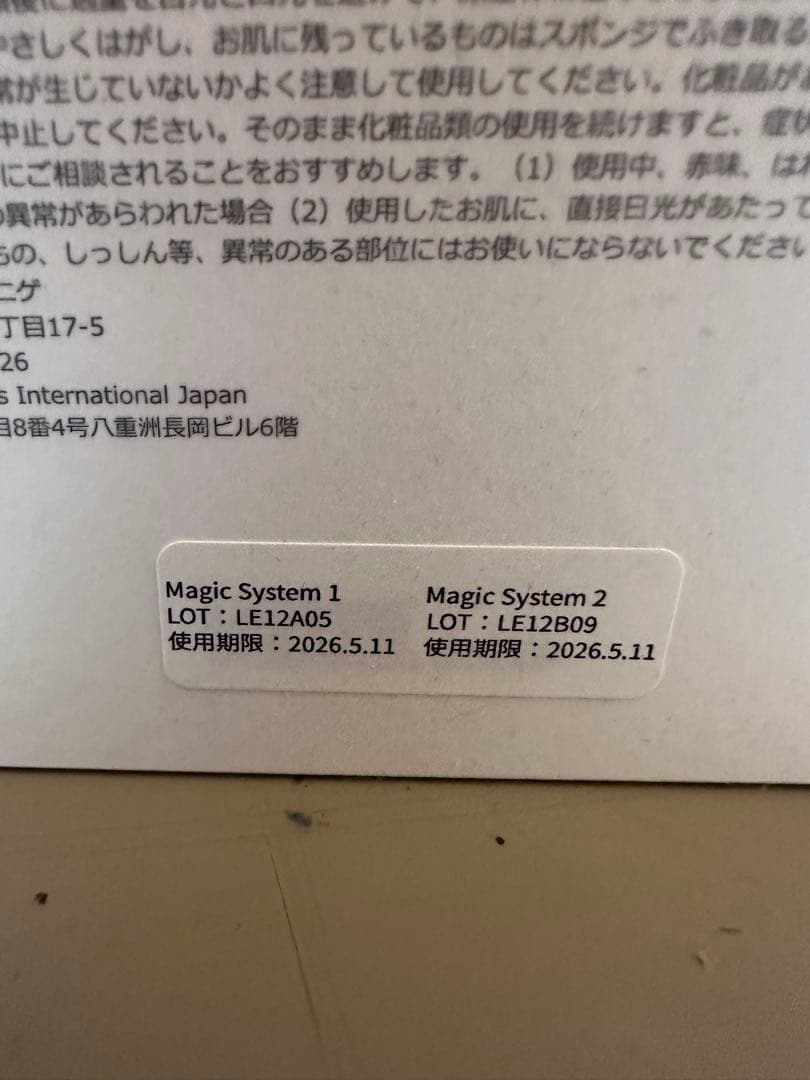 やさしくはがし、お肌に残っているものはスポンジでふき取る
常が生じていないかよく注意して使用してください。化粧品が
中止してください。そのまま化粧品類の使用を続けますと、症状
にご相談されることをおすすめします。（1）使用中、赤味、はれ
の異常があらわれた場合（2）使用したお肌に、直接日光があたって
もの、しっしん等、異常のある部位にはお使いにならないでください
ニゲ
丁目17-5
26
s International Japan
目8番4号八重洲長岡ビル6階
Magic System 1
LOT：LE12A05
使用期限：2026.5.11
Magic System 2
LOT：LE12B09
使用期限：2026.5.11